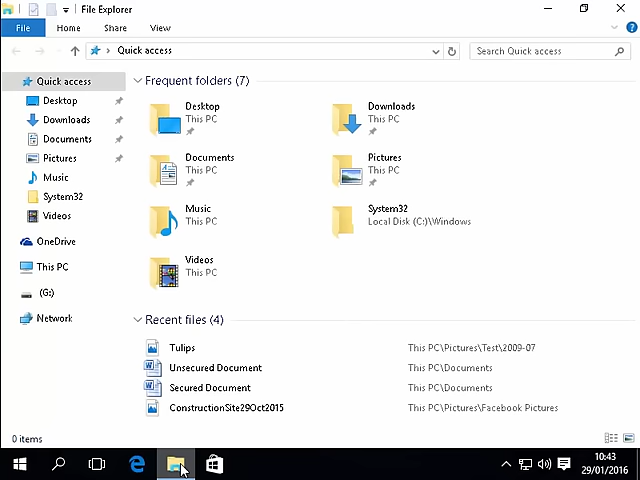 File Explorer
File Home Share View
Quick access
Search Quick access
Quick access
Desktop
Downloads
Documents
Pictures
Music
System32
Videos
OneDrive
This PC
(G:)
Network
Frequent folders (7)
Desktop
This PC
Downloads
This PC
Documents
This PC
Pictures
This PC
Music
This PC
System32
Local Disk (C:)\Windows
Videos
This PC
Recent files (4)
Tulips This PC\Pictures\Test\2009-07
Unsecured Document This PC\Documents
Secured Document This PC\Documents
ConstructionSite29Oct2015 This PC\Pictures\Facebook Pictures
0 items
10:43
29/01/2016